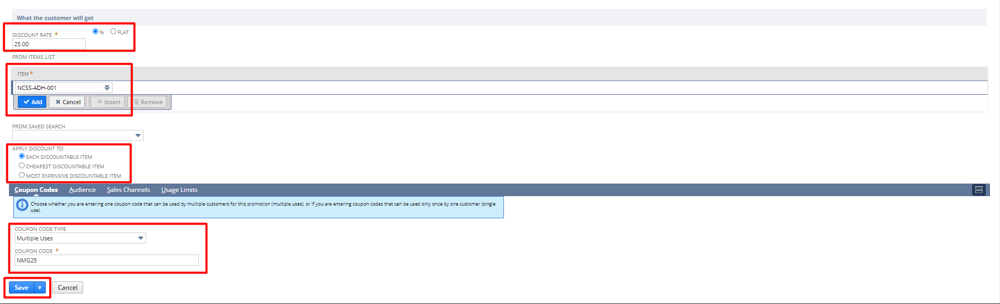 What the customer will get
DISCOUNT RATE *
% FLAT
25.00
FROM ITEMS LIST
ITEM *
NCSS-ADH-001
Add Cancel Insert Remove
FROM SAVED SEARCH
APPLY DISCOUNT TO
EACH DISCOUNTABLE ITEM
CHEAPEST DISCOUNTABLE ITEM
MOST EXPENSIVE DISCOUNTABLE ITEM
Coupon Codes Audience Sales Channels Usage Limits
Choose whether you are entering one coupon code that can be used by multiple customers for this promotion (multiple uses), or if you are entering coupon codes that can be used only once by one customer (single
use).
COUPON CODE TYPE
Multiple Uses
COUPON CODE *
NMG25
Save Cancel